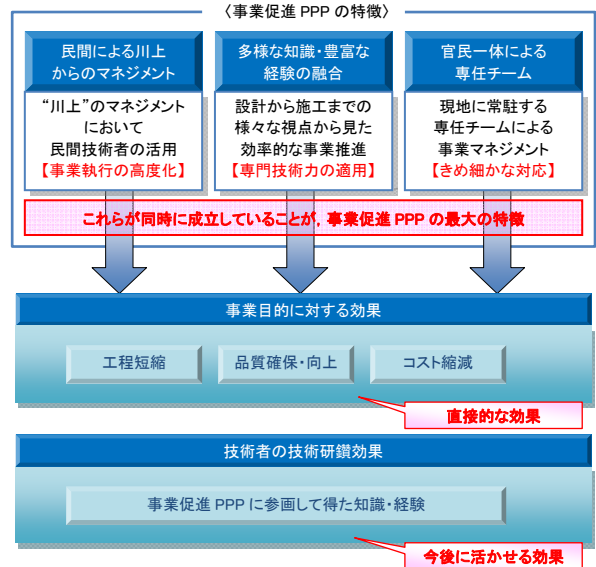 〈事業促進 PPP の特徴〉
民間による川上
からのマネジメント
“川上”のマネジメント
において
民間技術者の活用
【事業執行の高度化】
多様な知識・豊富な
経験の融合
設計から施工までの
様々な視点から見た
効率的な事業推進
【専門技術力の適用】
官民一体による
専任チーム
現地に常駐する
専任チームによる
事業マネジメント
【きめ細かな対応】
これらが同時に成立していることが，事業促進 PPP の最大の特徴
事業目的に対する効果
工程短縮
品質確保・向上
コスト縮減
直接的な効果
技術者の技術研鑽効果
事業促進 PPP に参画して得た知識・経験
今後に活かせる効果